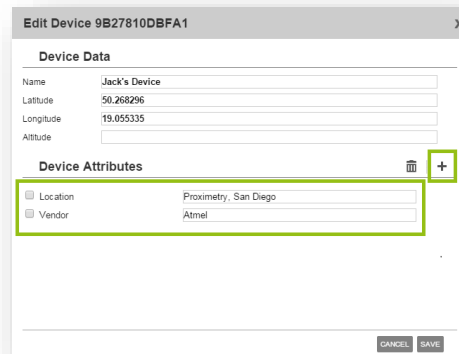 Edit Device 9B27810DBFA1
Device Data
Name Jack's Device
Latitude 50.268296
Longitude 19.055335
Altitude
Device Attributes
Location Proximetry, San Diego
Vendor Atmel
CANCEL SAVE